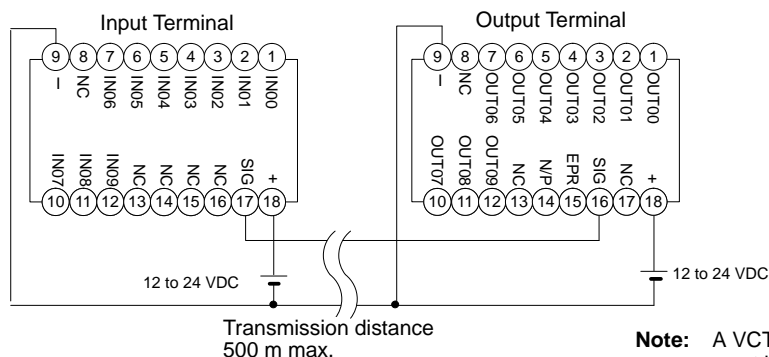 Input Terminal
9 8 7 6 5 4 3 2 1
– NC IN06 IN05 IN04 IN03 IN02 IN01 IN00
IN07 IN08 IN09 NC NC NC NC SIG +
10 11 12 13 14 15 16 17 18
12 to 24 VDC
Output Terminal
9 8 7 6 5 4 3 2 1
– NC OUT06 OUT05 OUT04 OUT03 OUT02 OUT01 OUT00
OUT07 OUT08 OUT09 NC N/P EPR SIG NC +
10 11 12 13 14 15 16 17 18
12 to 24 VDC
Transmission distance
500 m max.
Note: A VCT